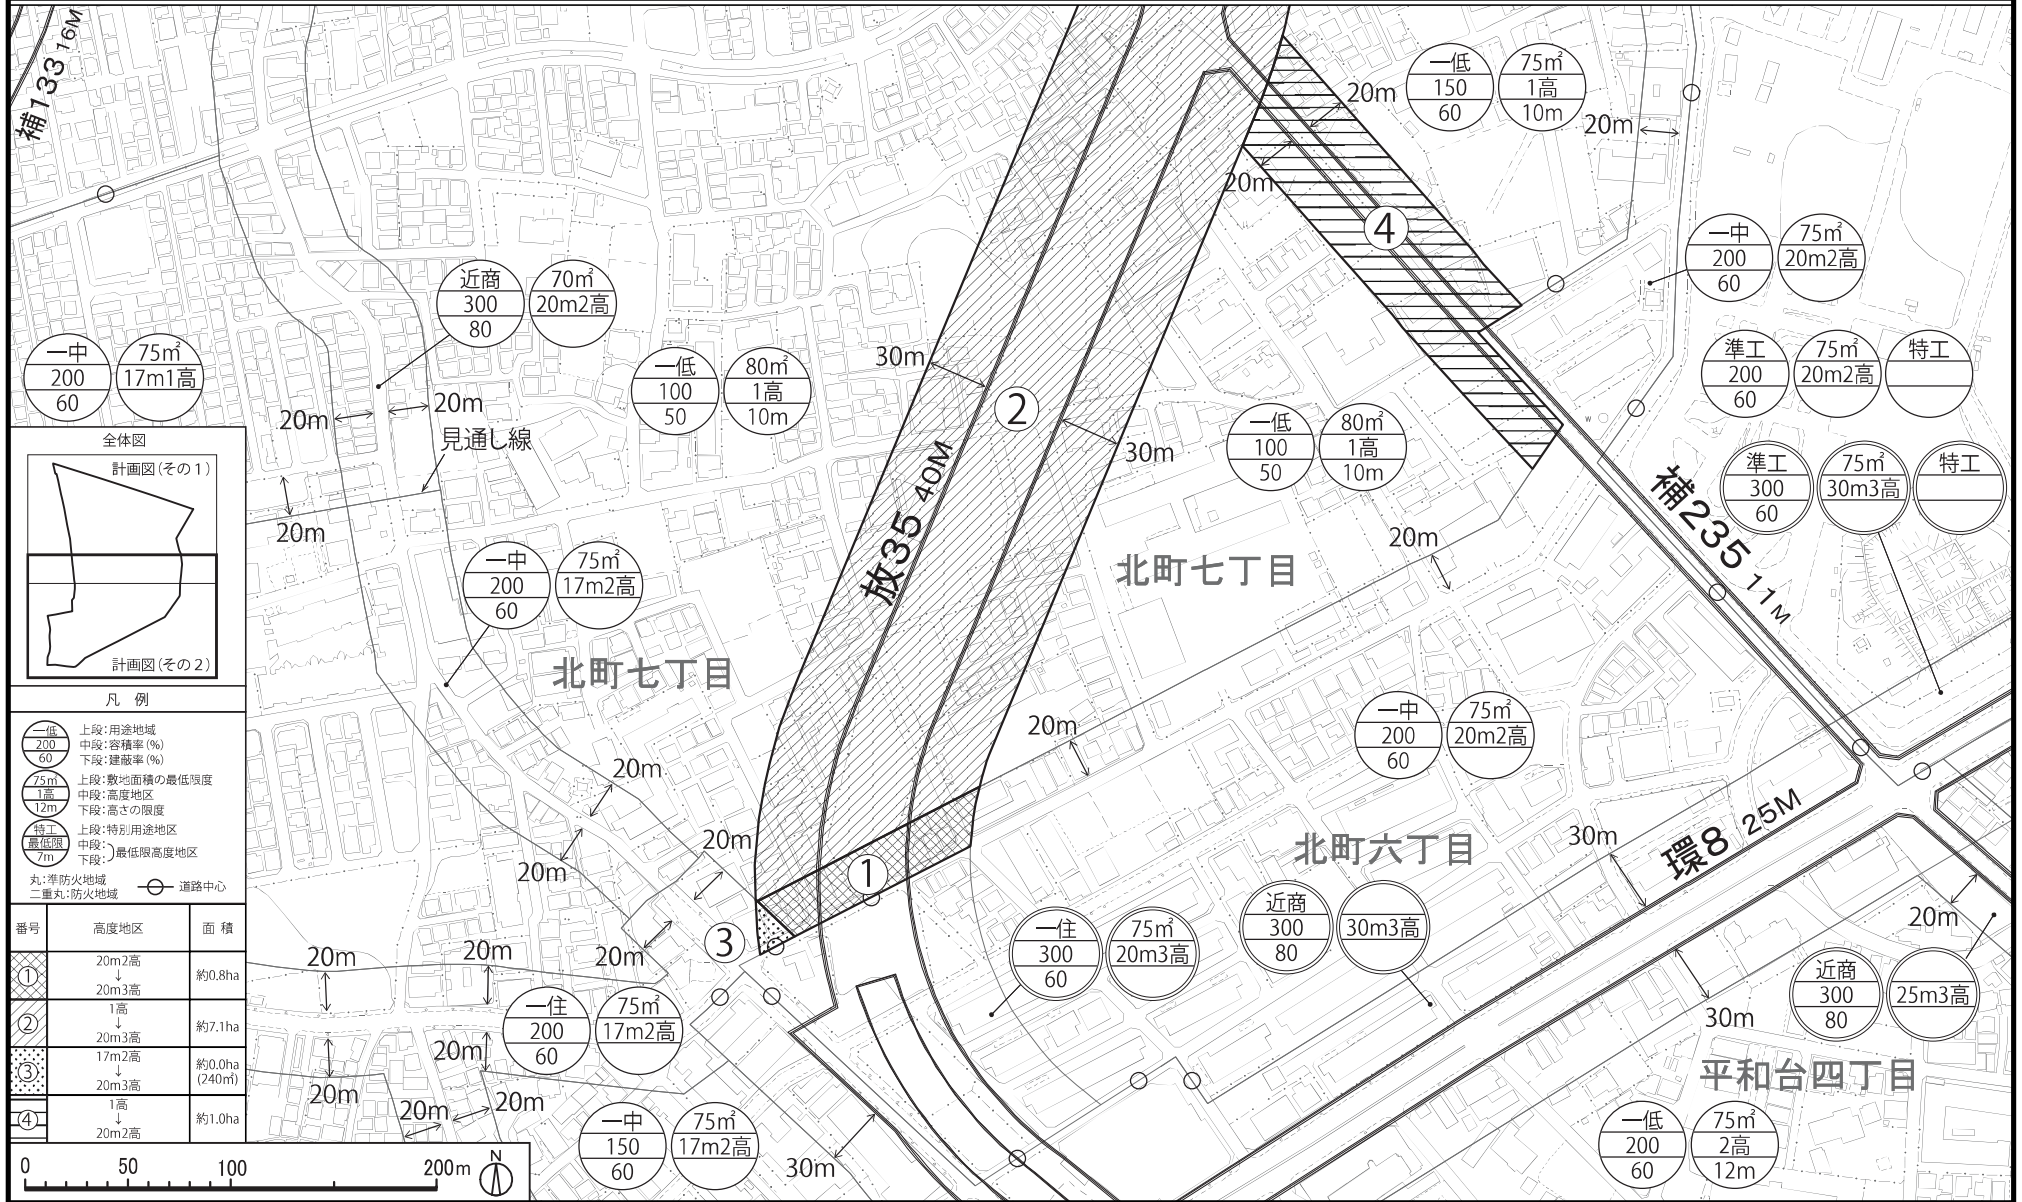 補133 16M
20m
一低
150
60
75㎡
1高
10m
20m
20m
④
一中
200
60
75㎡
20m2高
近商
300
80
70㎡
20m2高
一中
200
60
75㎡
17m1高
一低
100
50
80㎡
1高
10m
30m
②
30m
準工
200
60
75㎡
20m2高
特工
20m
20m
見通し線
一低
100
50
80㎡
1高
10m
準工
300
60
75㎡
30m3高
特工
放35 40M
補235 11M
20m
20m
一中
200
60
75㎡
17m2高
北町七丁目
北町七丁目
20m
一中
200
60
75㎡
20m2高
20m
20m
20m
20m
①
③
北町六丁目
30m
環8 25M
20m
20m
20m
20m
一住
200
60
75㎡
17m2高
一住
300
60
75㎡
20m3高
近商
300
80
30m3高
30m
近商
300
80
25m3高
20m
20m
20m
20m
一中
150
60
75㎡
17m2高
30m
平和台四丁目
一低
200
60
75㎡
2高
12m
全体図
計画図(その1)
計画図(その2)
凡 例
一低
200
60
上段:用途地域
中段:容積率(%)
下段:建蔽率(%)
75㎡
1高
12m
上段:敷地面積の最低限度
中段:高度地区
下段:高さの限度
特工
最低限
7m
上段:特別用途地区
中段:
下段:
}最低限高度地区
丸:準防火地域
二重丸:防火地域
道路中心
番号 高度地区 面 積
① 20m2高
↓
20m3高
約0.8ha
② 1高
↓
20m3高
約7.1ha
③ 17m2高
↓
20m3高
約0.0ha
(240㎡)
④ 1高
↓
20m2高
約1.0ha
0 50 100 200m
N
W